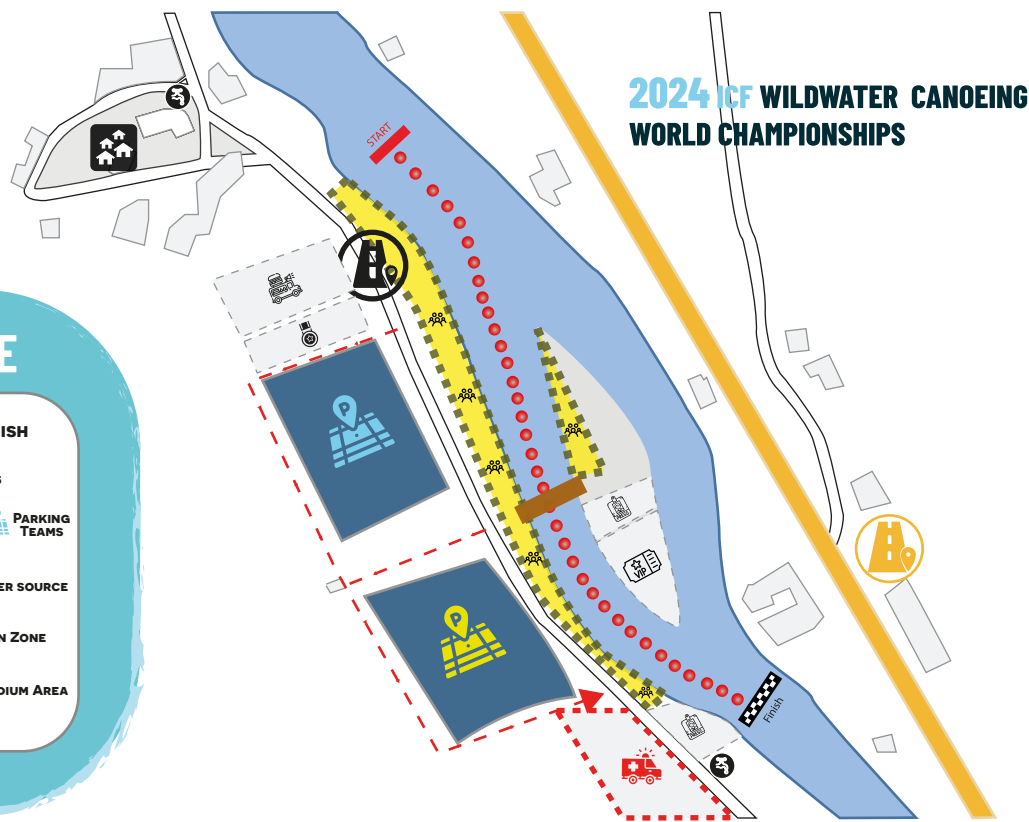 2024 ICF WILDWATER CANOEING
WORLD CHAMPIONSHIPS
START
P
P
VIP
Finish
E
ISH
S
PARKING
TEAMS
ER SOURCE
N ZONE
DIUM AREA